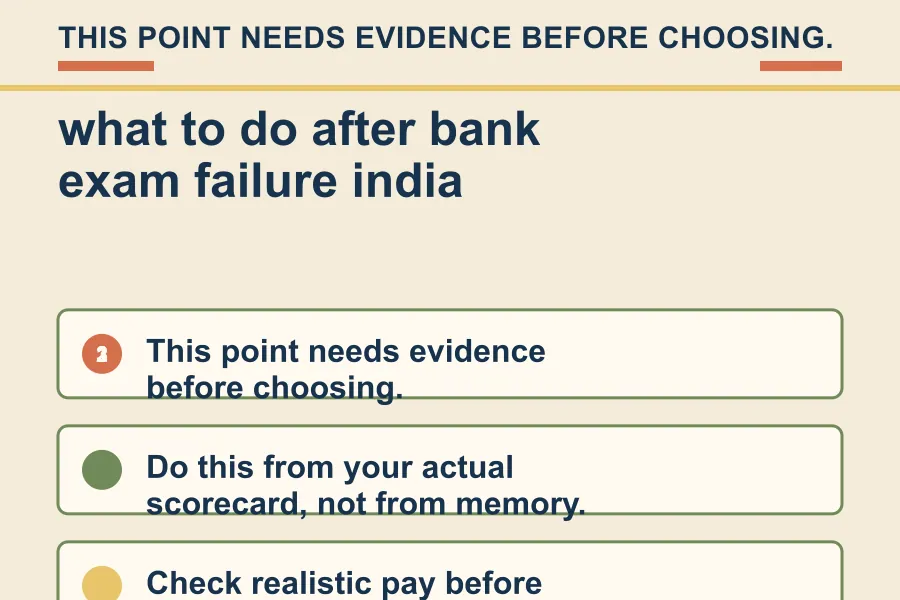 THIS POINT NEEDS EVIDENCE BEFORE CHOOSING.
what to do after bank
exam failure india
This point needs evidence
before choosing.
Do this from your actual
scorecard, not from memory.
Check realistic pay before